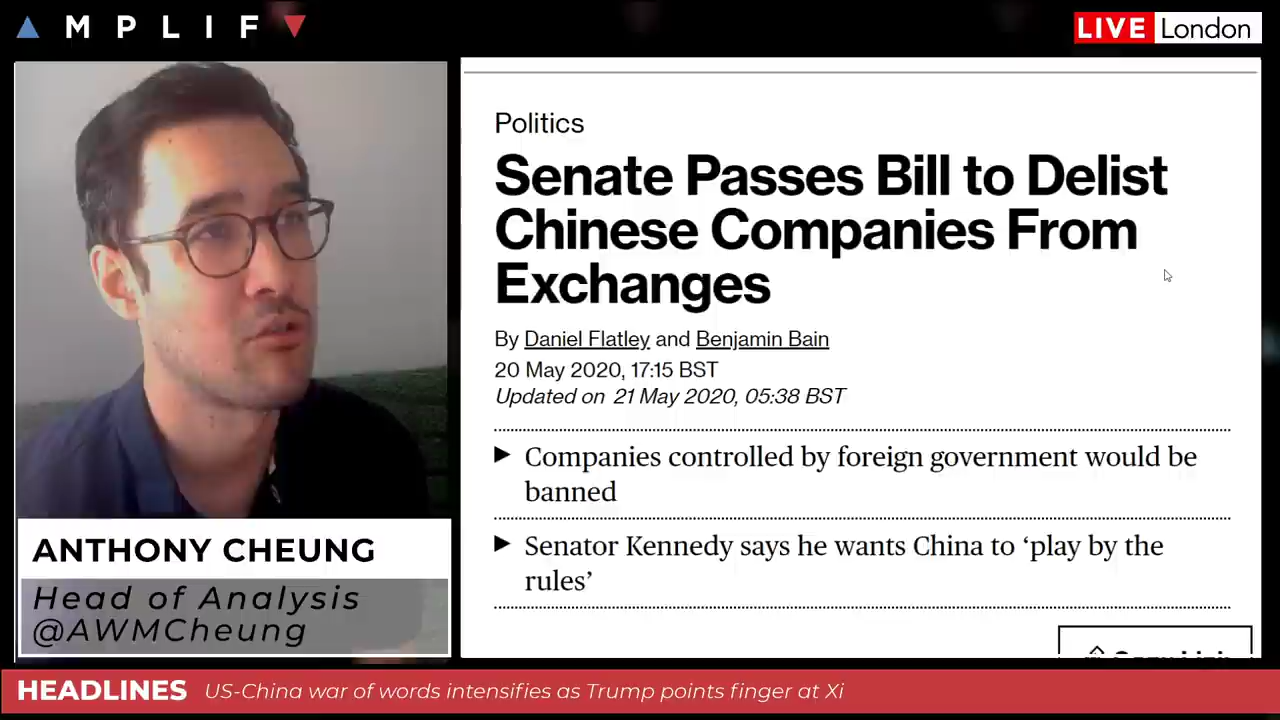 AMPLIFY
LIVE London
Politics
Senate Passes Bill to Delist
Chinese Companies From
Exchanges
By Daniel Flatley and Benjamin Bain
20 May 2020, 17:15 BST
Updated on 21 May 2020, 05:38 BST
Companies controlled by foreign government would be
banned
Senator Kennedy says he wants China to ‘play by the
rules’
ANTHONY CHEUNG
Head of Analysis
@AWMCheung
HEADLINES US-China war of words intensifies as Trump points finger at Xi